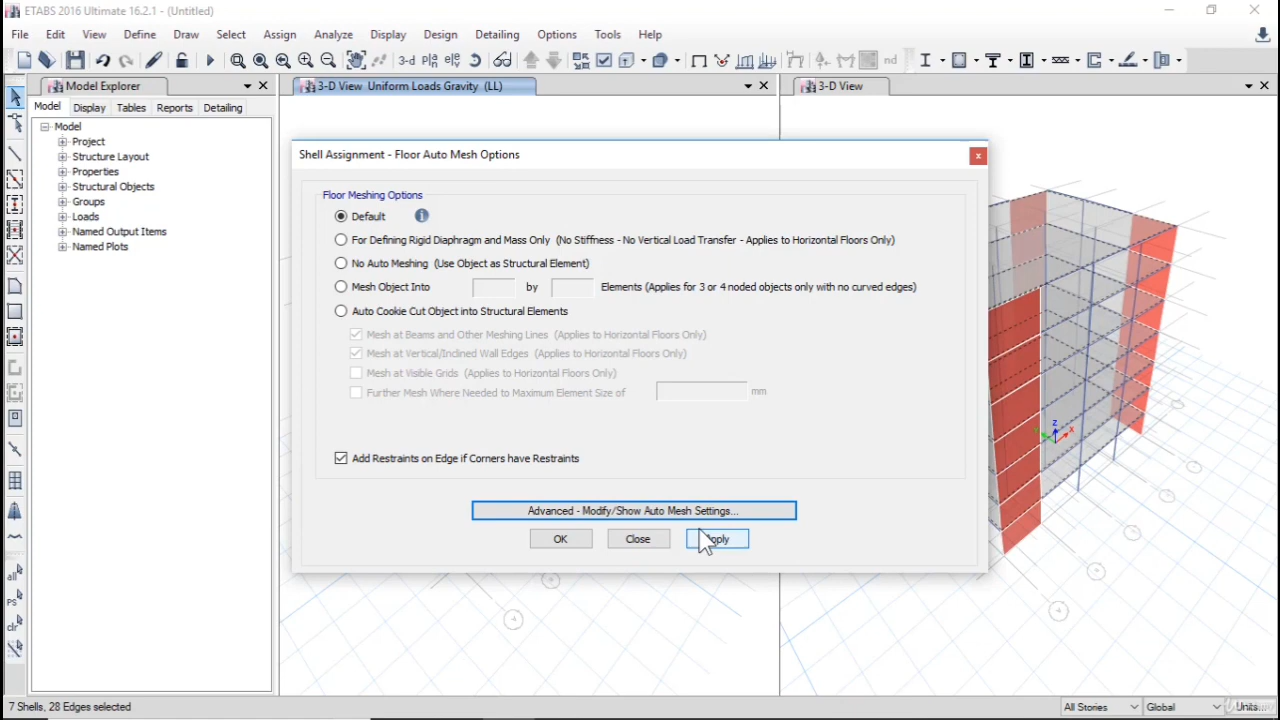 ETABS 2016 Ultimate 16.2.1 - (Untitled)
File Edit View Define Draw Select Assign Analyze Display Design Detailing Options Tools Help
3-d nd
Model Explorer
3-D View Uniform Loads Gravity (LL)
3-D View
Model Display Tables Reports Detailing
Model
Project
Structure Layout
Properties
Structural Objects
Groups
Loads
Named Output Items
Named Plots
Shell Assignment - Floor Auto Mesh Options
x
Floor Meshing Options
Default
For Defining Rigid Diaphragm and Mass Only (No Stiffness - No Vertical Load Transfer - Applies to Horizontal Floors Only)
No Auto Meshing (Use Object as Structural Element)
Mesh Object Into by Elements (Applies for 3 or 4 noded objects only with no curved edges)
Auto Cookie Cut Object into Structural Elements
Mesh at Beams and Other Meshing Lines (Applies to Horizontal Floors Only)
Mesh at Vertical/Inclined Wall Edges (Applies to Horizontal Floors Only)
Mesh at Visible Grids (Applies to Horizontal Floors Only)
Further Mesh Where Needed to Maximum Element Size of mm
Add Restraints on Edge if Corners have Restraints
Advanced - Modify/Show Auto Mesh Settings...
OK Close
Z
X
all
PS
clr
7 Shells, 28 Edges selected
All Stories Global Units...